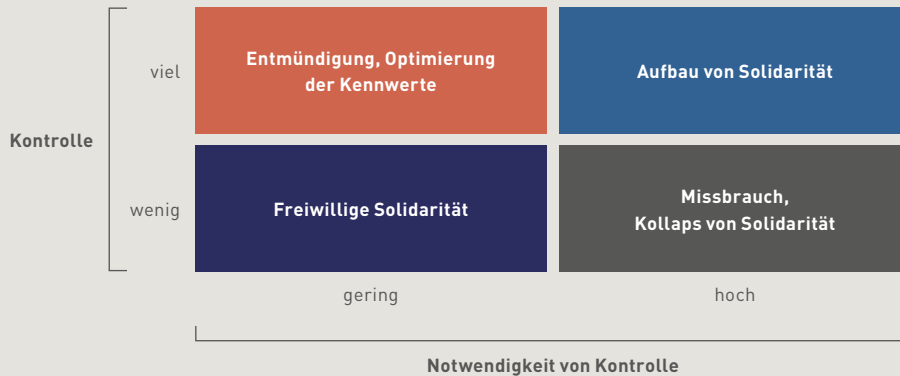 viel
Entmündigung, Optimierung
der Kennwerte
Aufbau von Solidarität
Kontrolle
wenig
Freiwillige Solidarität
Missbrauch,
Kollaps von Solidarität
gering
hoch
Notwendigkeit von Kontrolle